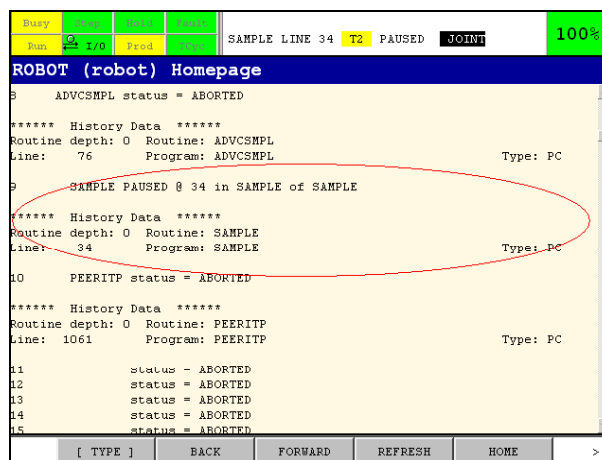 Busy Step Hold Fault
Run I/O Prod TCyc
SAMPLE LINE 34 T2 PAUSED JOINT
100%
ROBOT (robot) Homepage
8 ADVCSMPL status = ABORTED
****** History Data ******
Routine depth: 0 Routine: ADVCSMPL
Line: 76 Program: ADVCSMPL Type: PC
9 SAMPLE PAUSED @ 34 in SAMPLE of SAMPLE
****** History Data ******
Routine depth: 0 Routine: SAMPLE
Line: 34 Program: SAMPLE Type: PC
10 PEERITP status = ABORTED
****** History Data ******
Routine depth: 0 Routine: PEERITP
Line: 1061 Program: PEERITP Type: PC
11 status = ABORTED
12 status = ABORTED
13 status = ABORTED
14 status = ABORTED
15 status = ABORTED
[ TYPE ] BACK FORWARD REFRESH HOME >